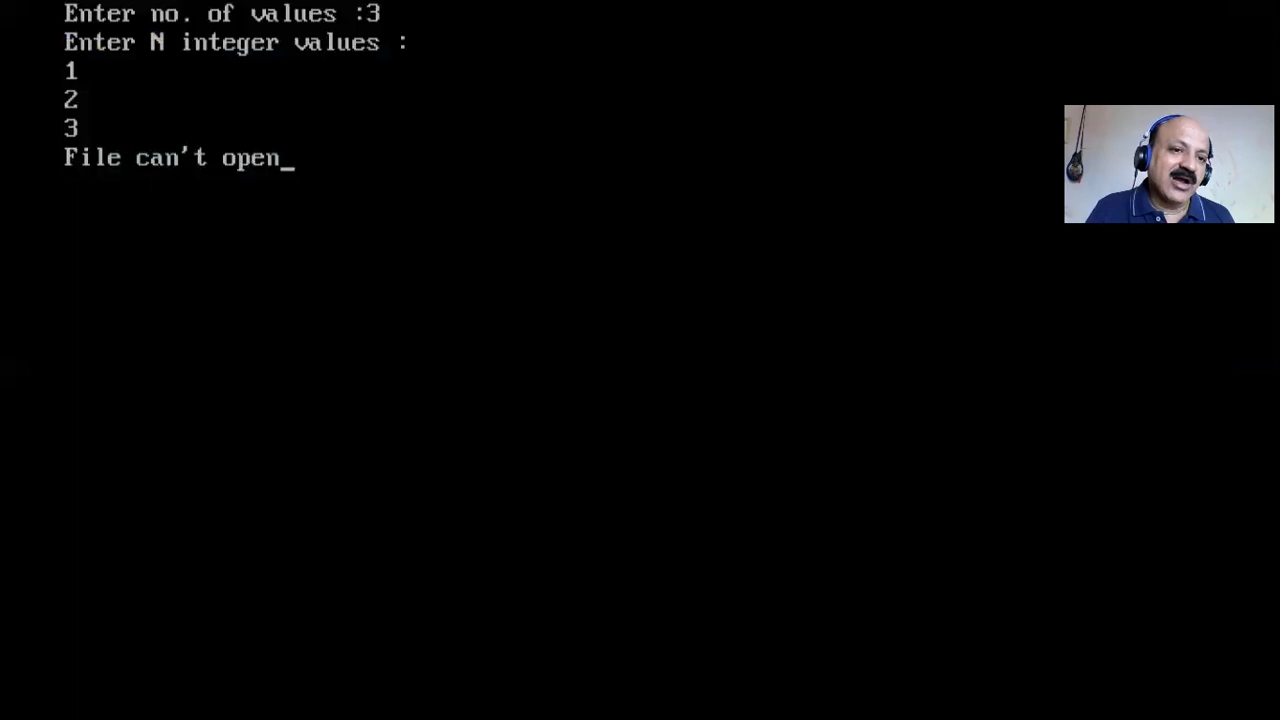 Enter no. of values :3
Enter N integer values :
1
2
3
File can't open_